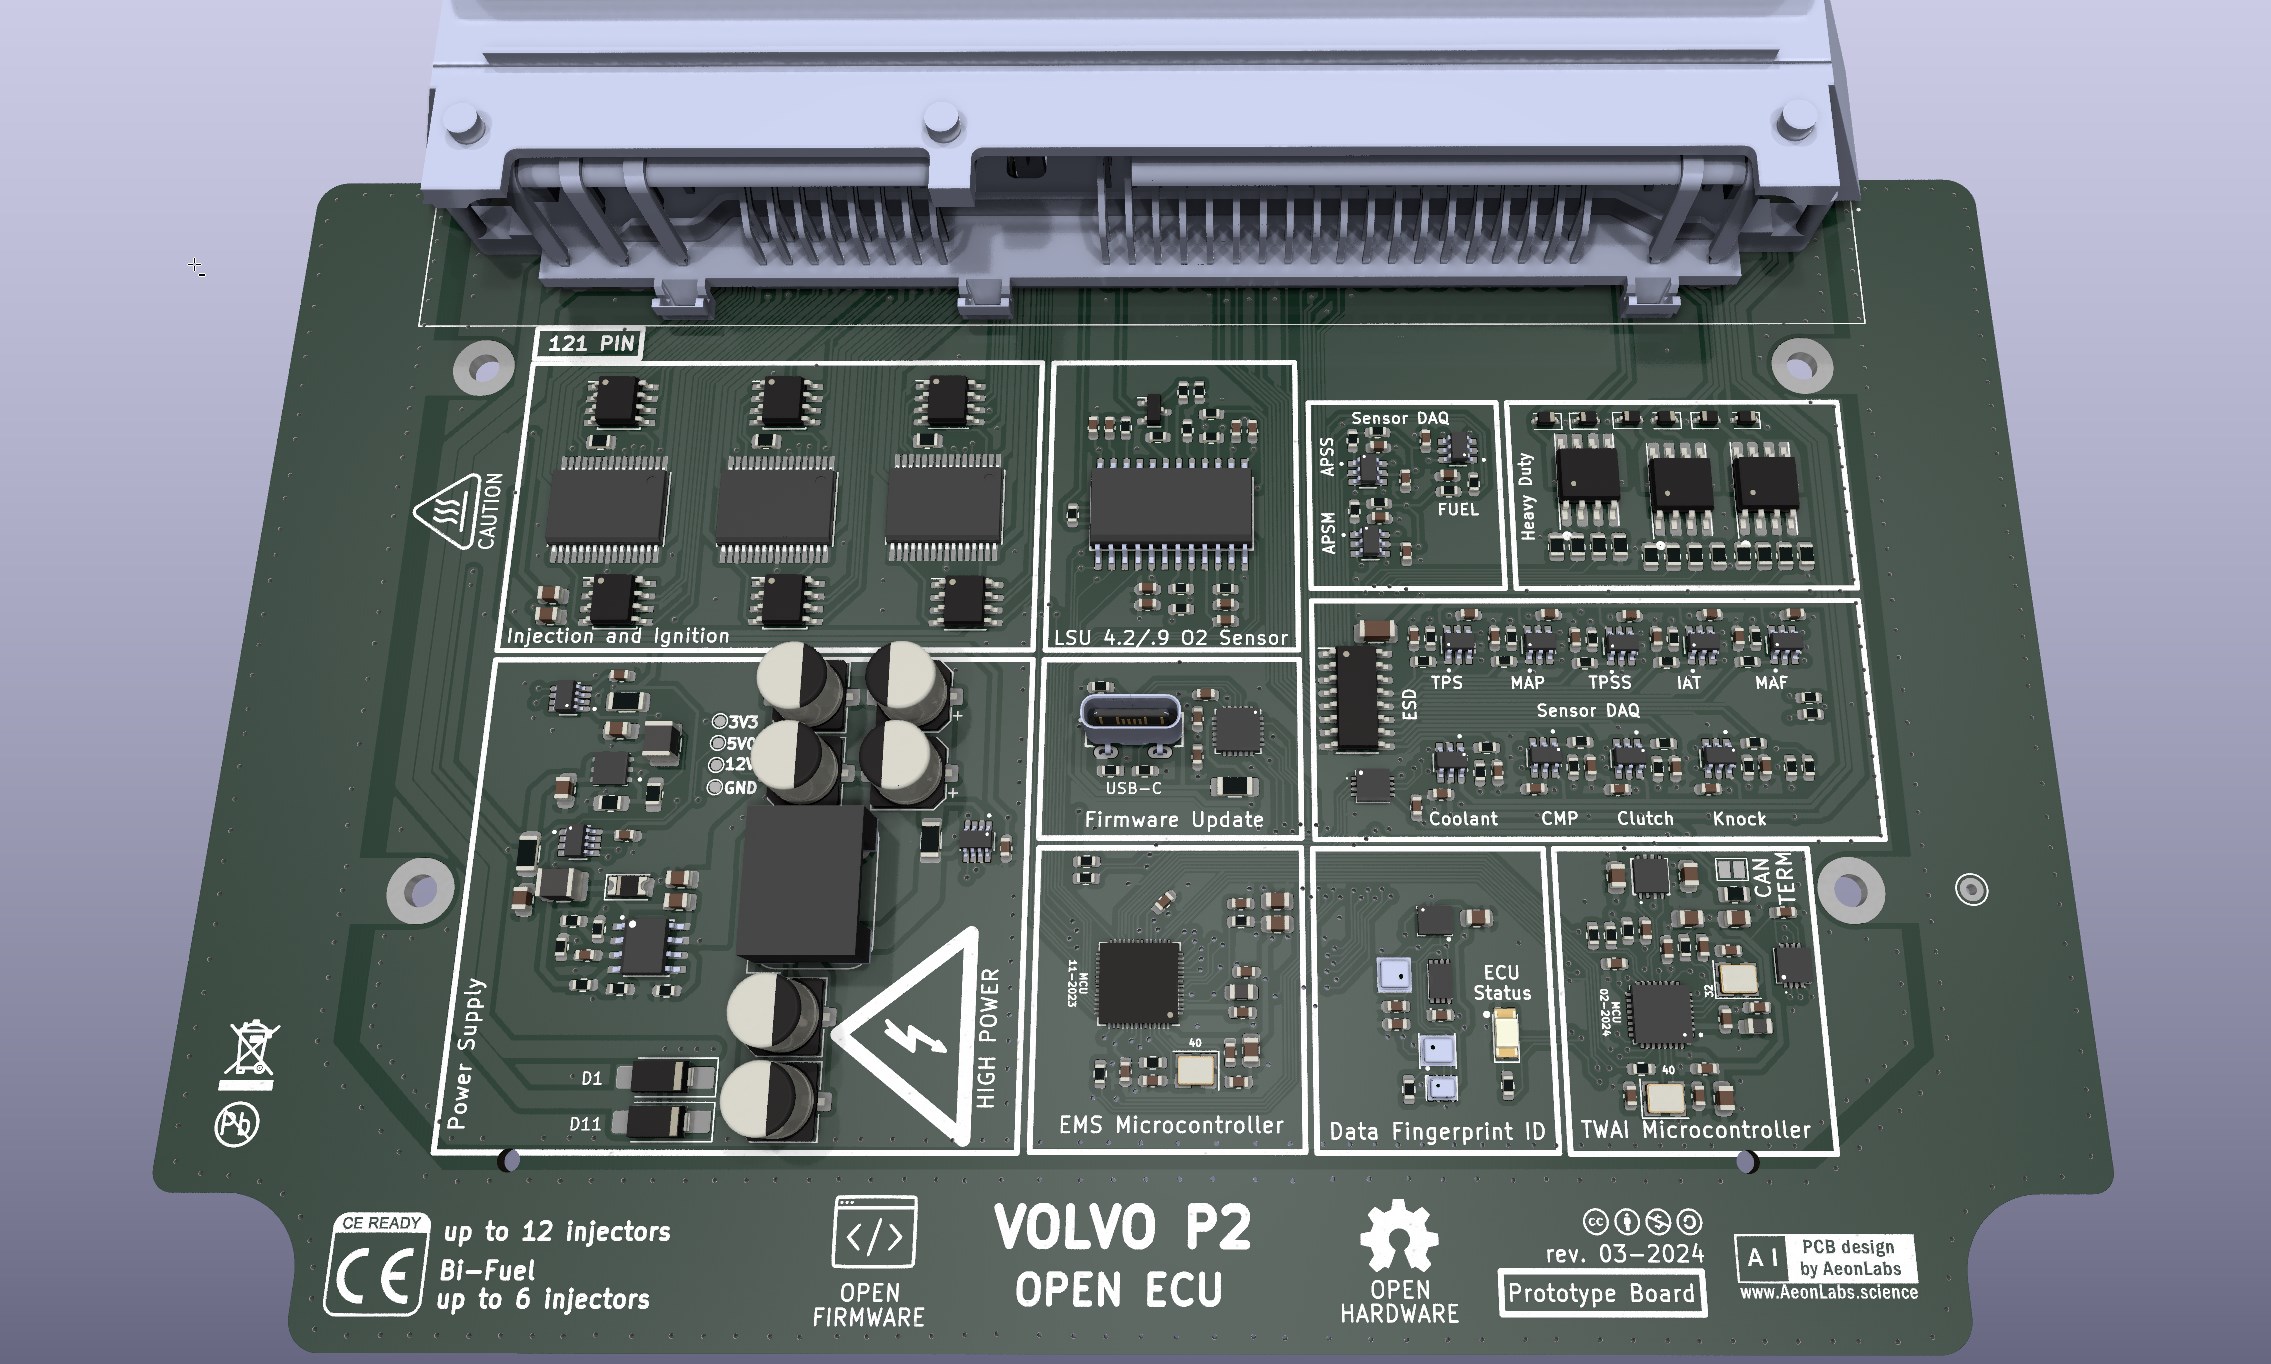 121 PIN
CAUTION
Injection and Ignition
LSU 4.2/.9 O2 Sensor
Sensor DAQ
APSS
APSM
FUEL
Heavy Duty
ESD
TPS MAP TPSS IAT MAF
Sensor DAQ
Coolant CMP Clutch Knock
3V3
5V0
12V
GND
USB-C
Firmware Update
Power Supply
D1
D11
HIGH POWER
MCU
11-2023
40
EMS Microcontroller
ECU
Status
Data Fingerprint ID
CAN
TERM
32
MCU
02-2024
40
TWAI Microcontroller
Pb
CE READY
CE
up to 12 injectors
Bi-Fuel
up to 6 injectors
</>
OPEN
FIRMWARE
VOLVO P2
OPEN ECU
OPEN
HARDWARE
cc
rev. 03-2024
Prototype Board
AI
PCB design
by AeonLabs
www.AeonLabs.science